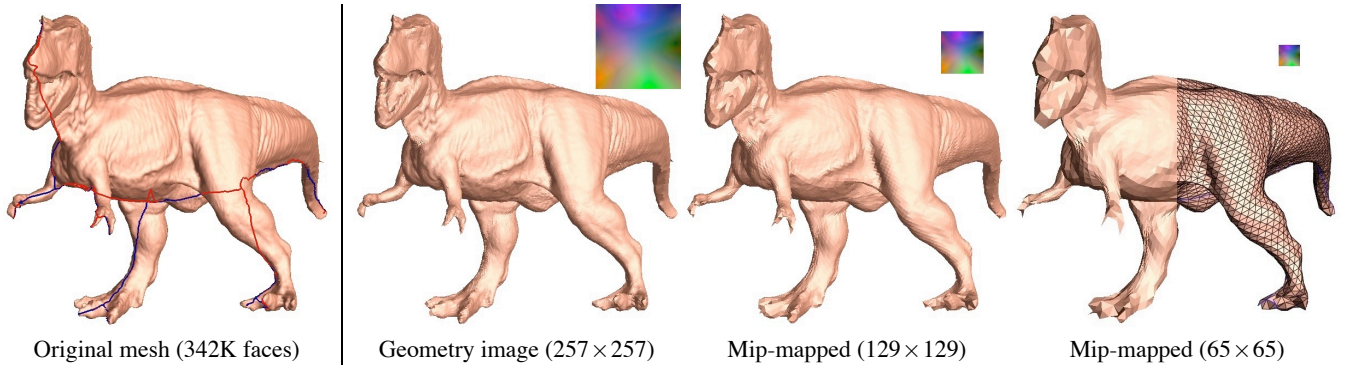 Original mesh (342K faces)
Geometry image (257×257)
Mip-mapped (129×129)
Mip-mapped (65×65)